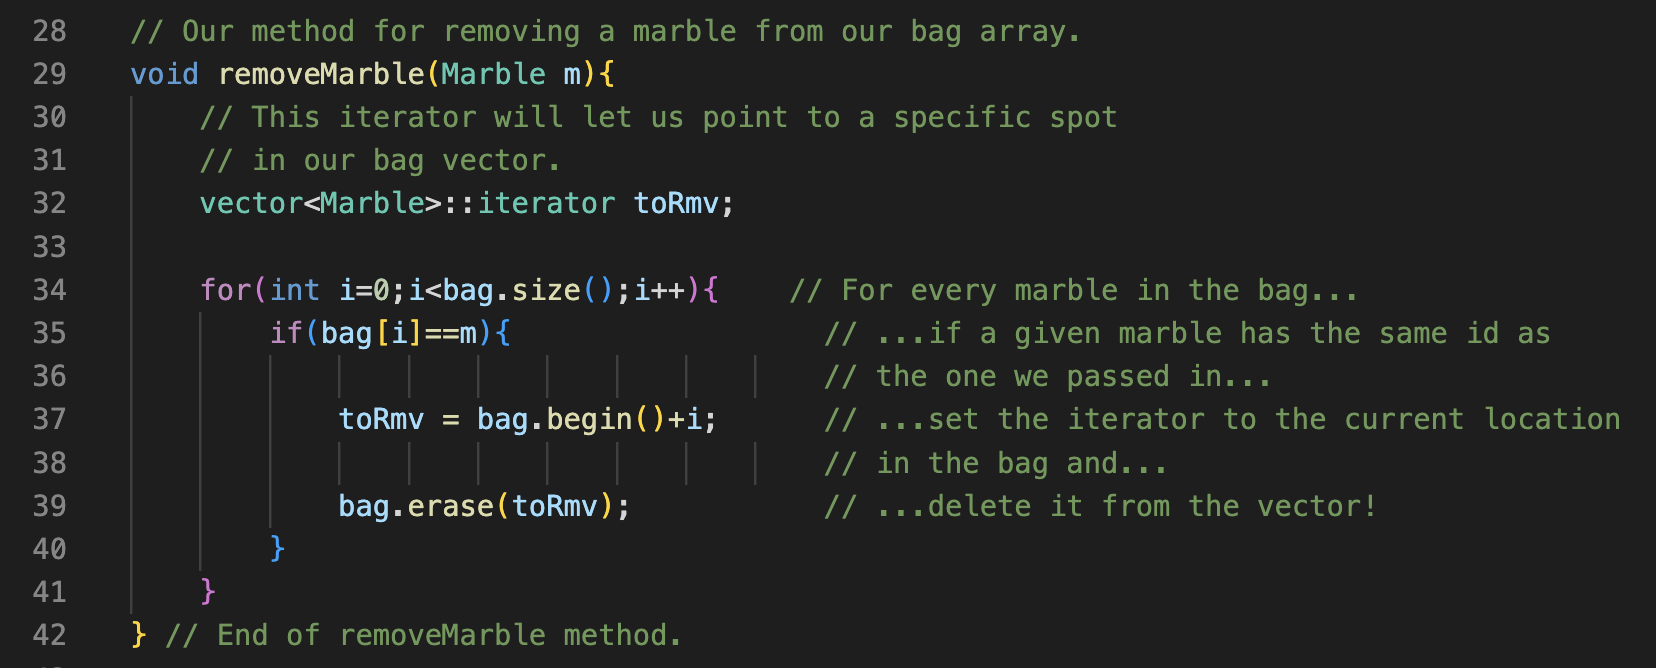 28 // Our method for removing a marble from our bag array.
29 void removeMarble(Marble m){
30 // This iterator will let us point to a specific spot
31 // in our bag vector.
32 vector<Marble>::iterator toRmv;
33
34 for(int i=0;i<bag.size();i++){ // For every marble in the bag...
35 if(bag[i]==m){ // ...if a given marble has the same id as
36 // the one we passed in...
37 toRmv = bag.begin()+i; // ...set the iterator to the current location
38 // in the bag and...
39 bag.erase(toRmv); // ...delete it from the vector!
40 }
41 }
42 } // End of removeMarble method.